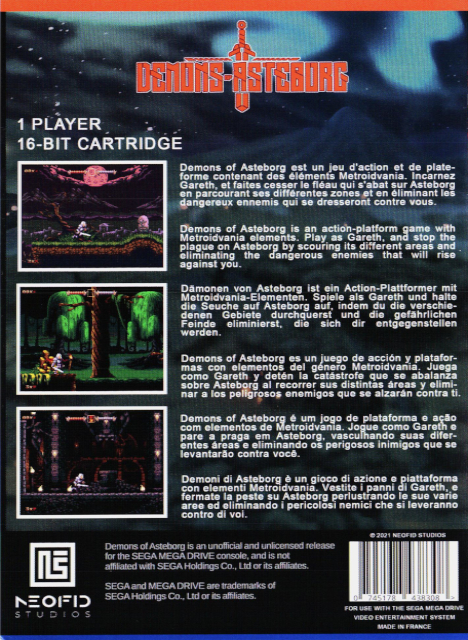 DEMONS OF ASTEBORG
1 PLAYER
16-BIT CARTRIDGE
Demons of Asteborg est un jeu d'action et de plate-
forme contenant des éléments Metroidvania. Incarnez
Gareth, et faites cesser le fléau qui s'abat sur Asteborg
en parcourant ses différentes zones et en éliminant les
dangereux ennemis qui se dresseront contre vous.
Demons of Asteborg is an action-platform game with
Metroidvania elements. Play as Gareth, and stop the
plague on Asteborg by scouring its different areas and
eliminating the dangerous enemies that will rise
against you.
Dämonen von Asteborg ist ein Action-Plattformer mit
Metroidvania-Elementen. Spiele als Gareth und halte
die Seuche auf Asteborg auf, indem du die verschie-
denen Gebiete durchquerst und die gefährlichen
Feinde eliminierst, die sich dir entgegenstellen
werden.
Demons of Asteborg es un juego de acción y platafor-
mas con elementos del género Metroidvania. Juega
como Gareth y detén la catástrofe que se abalanza
sobre Asteborg al recorrer sus distintas áreas y elimi-
nar a los peligrosos enemigos que se alzarán contra ti.
Demons of Asteborg é um jogo de plataforma e ação
com elementos de Metroidvania. Jogue como Gareth e
pare a praga em Asteborg, vasculhando suas difer-
entes áreas e eliminando os perigosos inimigos que se
levantarão contra você.
Demoni di Asteborg è un gioco di azione e piattaforma
con elementi Metroidvania. Vestite i panni di Gareth, e
fermate la peste su Asteborg perlustrando le sue varie
aree ed eliminando i pericolosi nemici che si leveranno
contro di voi.
© 2021 NEOFID STUDIOS
Demons of Asteborg is an unofficial and unlicensed release
for the SEGA MEGA DRIVE console, and is not
affiliated with SEGA Holdings Co., Ltd or its affiliates.
SEGA and MEGA DRIVE are trademarks of
SEGA Holdings Co., Ltd or its affiliates.
NEOFID
STUDIOS
0 745178 438308 >
FOR USE WITH THE SEGA MEGA DRIVE
VIDEO ENTERTAINMENT SYSTEM
MADE IN FRANCE